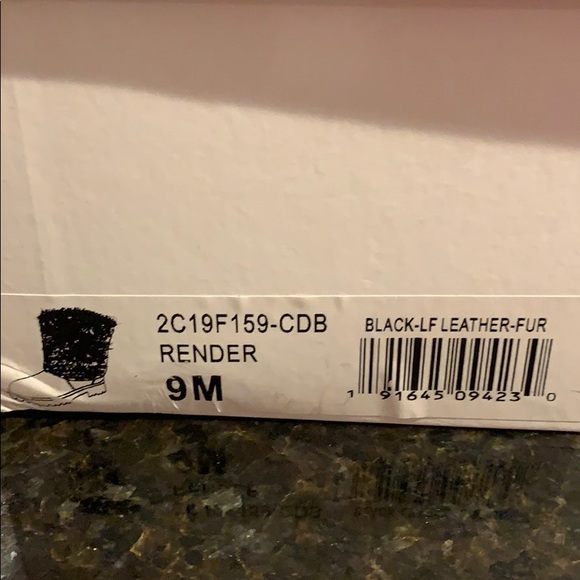 2C19F159-CDB
RENDER
9M
BLACK-LF LEATHER-FUR
1 91645 09423 0